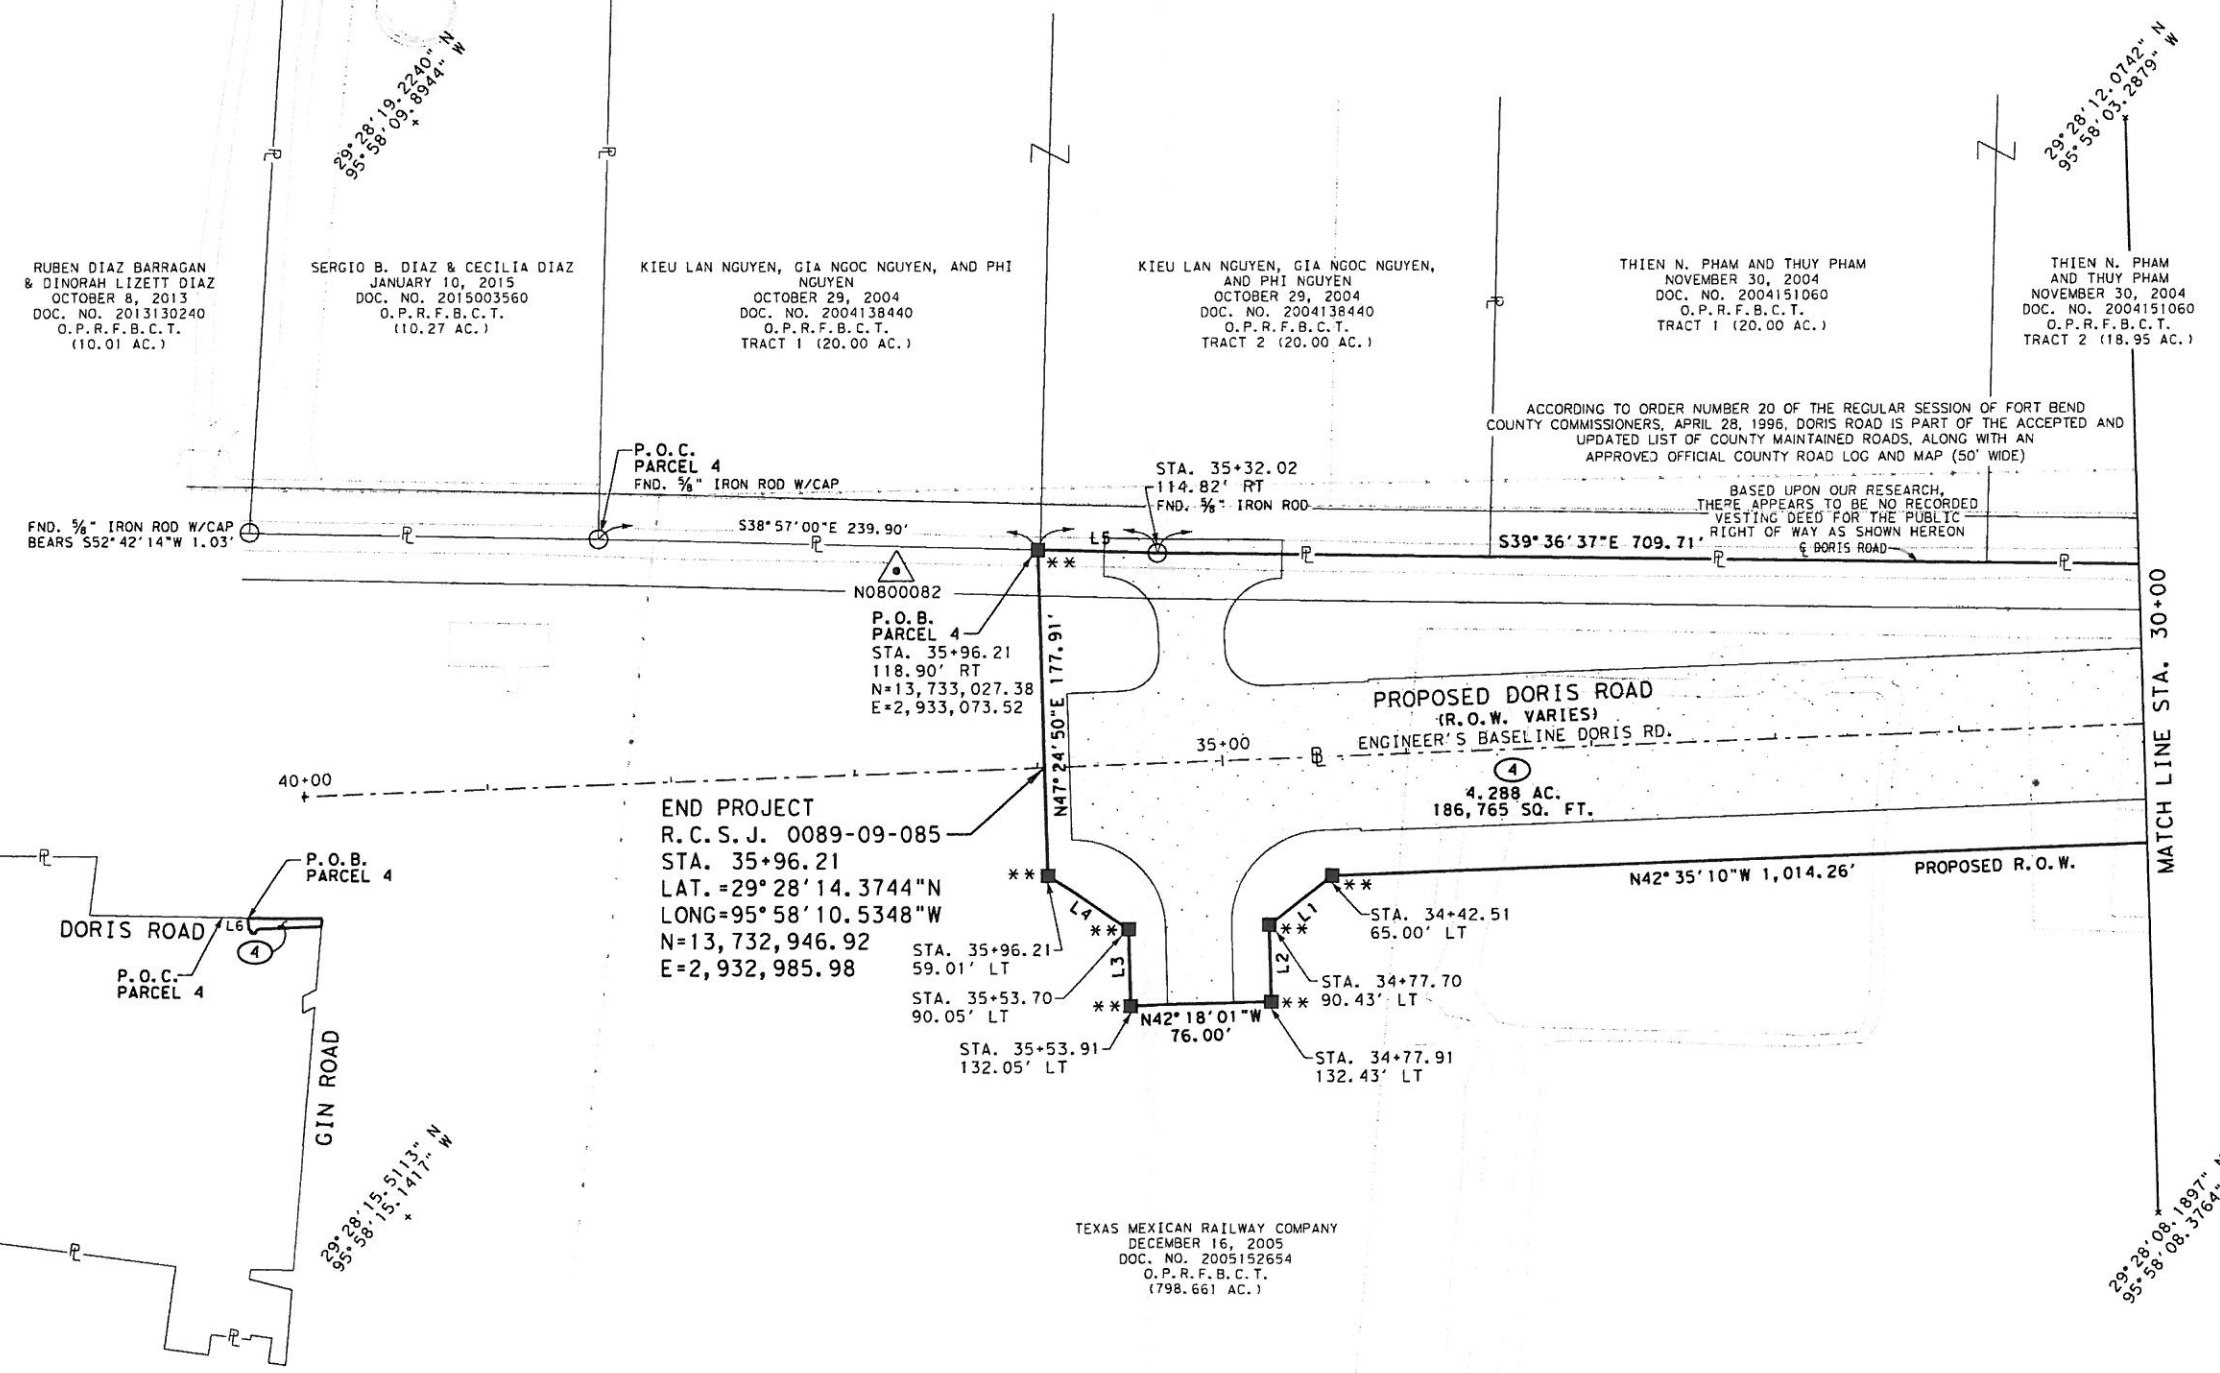 29°28'19.2240" N
95°58'09.8944" W
29°28'12.0742" N
95°58'03.2879" W
RUBEN DIAZ BARRAGAN
& DINORAH LIZETT DIAZ
OCTOBER 8, 2013
DOC. NO. 2013130240
O.P.R.F.B.C.T.
(10.01 AC.)
SERGIO B. DIAZ & CECILIA DIAZ
JANUARY 10, 2015
DOC. NO. 2015003560
O.P.R.F.B.C.T.
(10.27 AC.)
KIEU LAN NGUYEN, GIA NGOC NGUYEN, AND PHI
NGUYEN
OCTOBER 29, 2004
DOC. NO. 2004138440
O.P.R.F.B.C.T.
TRACT 1 (20.00 AC.)
KIEU LAN NGUYEN, GIA NGOC NGUYEN,
AND PHI NGUYEN
OCTOBER 29, 2004
DOC. NO. 2004138440
O.P.R.F.B.C.T.
TRACT 2 (20.00 AC.)
THIEN N. PHAM AND THUY PHAM
NOVEMBER 30, 2004
DOC. NO. 2004151060
O.P.R.F.B.C.T.
TRACT 1 (20.00 AC.)
THIEN N. PHAM
AND THUY PHAM
NOVEMBER 30, 2004
DOC. NO. 2004151060
O.P.R.F.B.C.T.
TRACT 2 (18.95 AC.)
ACCORDING TO ORDER NUMBER 20 OF THE REGULAR SESSION OF FORT BEND
COUNTY COMMISSIONERS, APRIL 28, 1996, DORIS ROAD IS PART OF THE ACCEPTED AND
UPDATED LIST OF COUNTY MAINTAINED ROADS, ALONG WITH AN
APPROVED OFFICIAL COUNTY ROAD LOG AND MAP (50' WIDE)
P.O.C.
PARCEL 4
FND. 5/8" IRON ROD W/CAP
STA. 35+32.02
114.82' RT
FND. 5/8" IRON ROD
BASED UPON OUR RESEARCH,
THERE APPEARS TO BE NO RECORDED
VESTING DEED FOR THE PUBLIC
RIGHT OF WAY AS SHOWN HEREON
FND. 5/8" IRON ROD W/CAP
BEARS S52°42'14"W 1.03'
S38°57'00"E 239.90'
L5
S39°36'37"E 709.71'
℄ DORIS ROAD
**
N0800082
P.O.B.
PARCEL 4
STA. 35+96.21
118.90' RT
N=13,733,027.38
E=2,933,073.52
N47°24'50"E 177.91'
MATCH LINE STA. 30+00
PROPOSED DORIS ROAD
(R.O.W. VARIES)
ENGINEER'S BASELINE DORIS RD.
35+00
40+00
4
4.288 AC.
186,765 SQ. FT.
END PROJECT
R.C.S.J. 0089-09-085
STA. 35+96.21
LAT.=29°28'14.3744"N
LONG=95°58'10.5348"W
N=13,732,946.92
E=2,932,985.98
P.O.B.
PARCEL 4
DORIS ROAD
L6
4
P.O.C.
PARCEL 4
GIN ROAD
**
L4
**
L3
**
STA. 35+96.21
59.01' LT
STA. 35+53.70
90.05' LT
STA. 35+53.91
132.05' LT
N42°18'01"W
76.00'
**
L1
**
L2
**
N42°35'10"W 1,014.26'
PROPOSED R.O.W.
STA. 34+42.51
65.00' LT
STA. 34+77.70
90.43' LT
STA. 34+77.91
132.43' LT
29°28'15.5113" N
95°58'15.1417" W
TEXAS MEXICAN RAILWAY COMPANY
DECEMBER 16, 2005
DOC. NO. 2005152654
O.P.R.F.B.C.T.
(798.661 AC.)
29°28'08.1897"
95°58'08.3764"